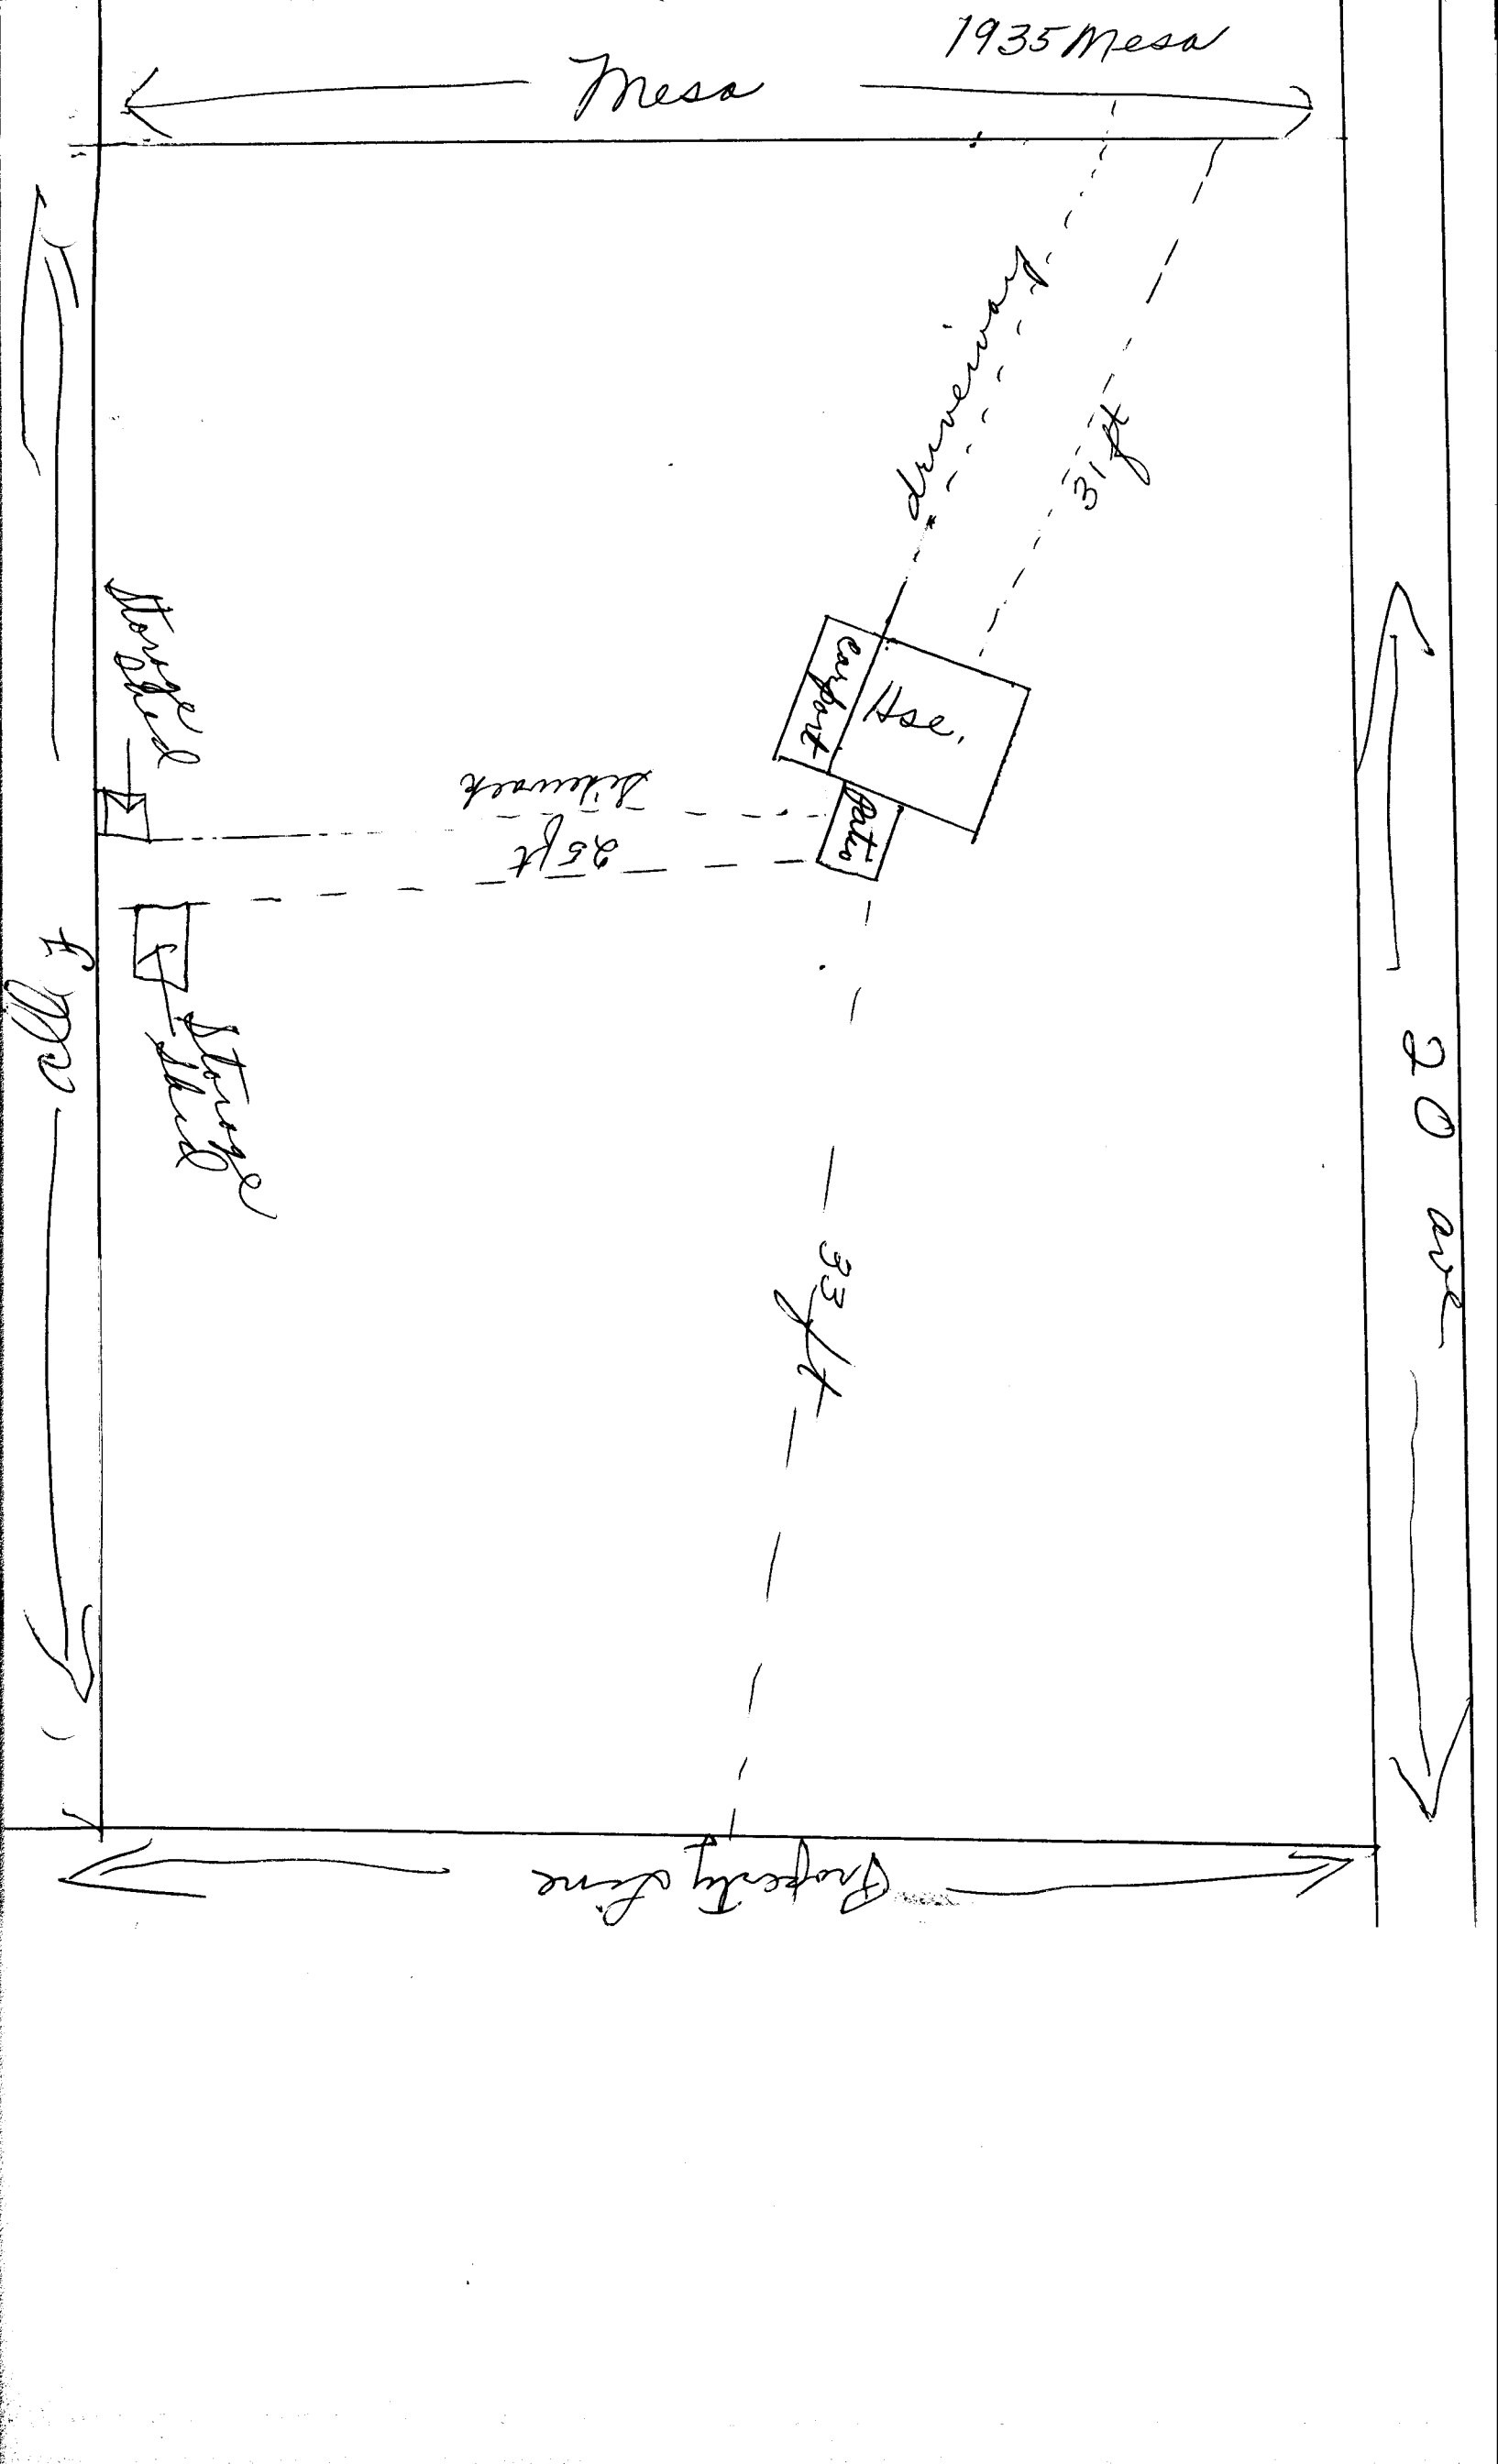 1935 Mesa
Mesa
driveway
31 ft
Storage
Shed
carport
Hse.
Sidewalk
25 ft
Patio
Alley
Storage
Shed
20 ave
33 ft
Property Line